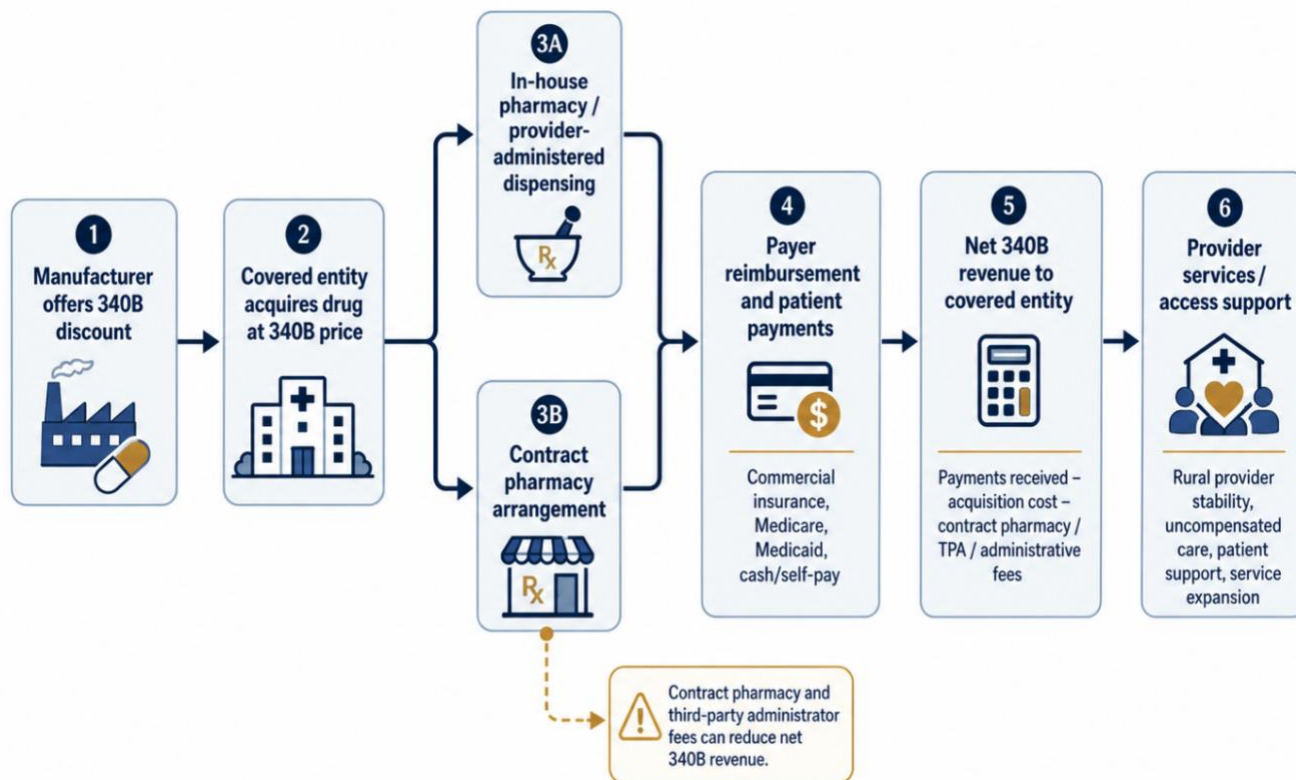 1
Manufacturer
offers 340B
discount
2
Covered entity
acquires drug
at 340B price
3A
In-house
pharmacy /
provider-
administered
dispensing
Rx
3B
Contract
pharmacy
arrangement
Rx
Contract pharmacy and
third-party administrator
fees can reduce net
340B revenue.
4
Payer
reimbursement
and patient
payments
$
Commercial
insurance,
Medicare,
Medicaid,
cash/self-pay
5
Net 340B
revenue to
covered entity
Payments received –
acquisition cost –
contract pharmacy /
TPA / administrative
fees
6
Provider
services /
access support
Rural provider
stability,
uncompensated
care, patient
support, service
expansion